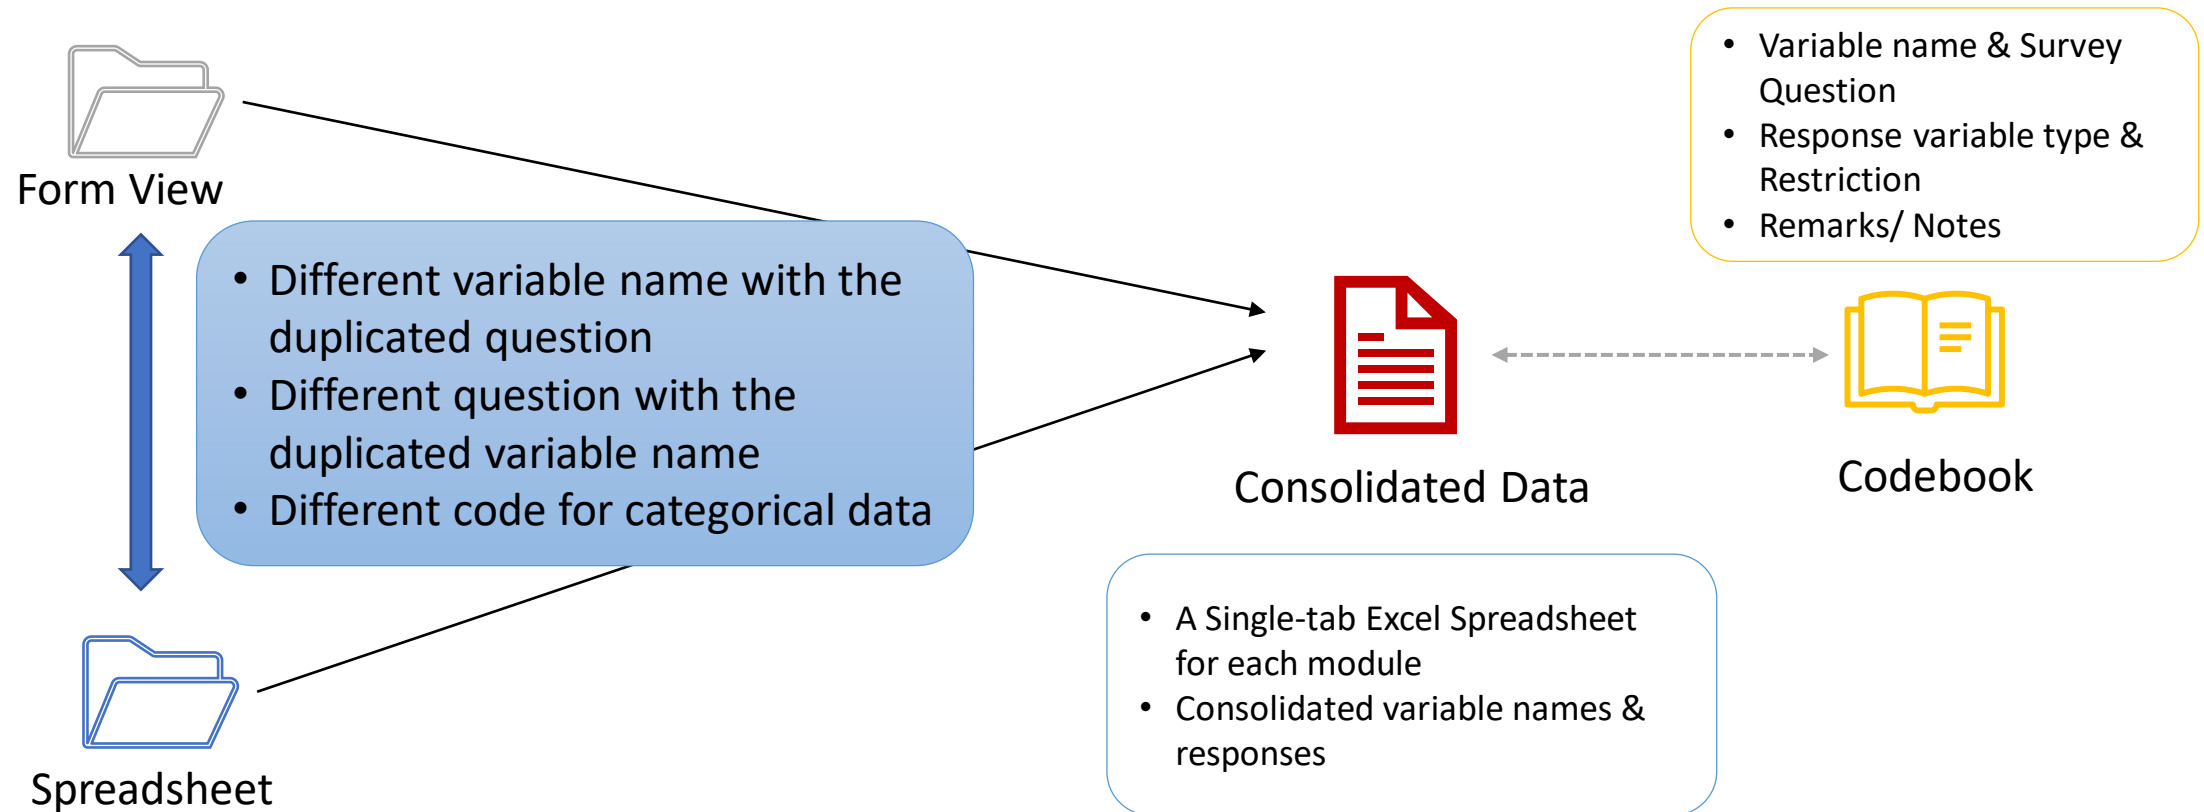 Form View
• Different variable name with the
duplicated question
• Different question with the
duplicated variable name
• Different code for categorical data
Spreadsheet
Consolidated Data
• A Single-tab Excel Spreadsheet
for each module
• Consolidated variable names &
responses
• Variable name & Survey
Question
• Response variable type &
Restriction
• Remarks/ Notes
Codebook